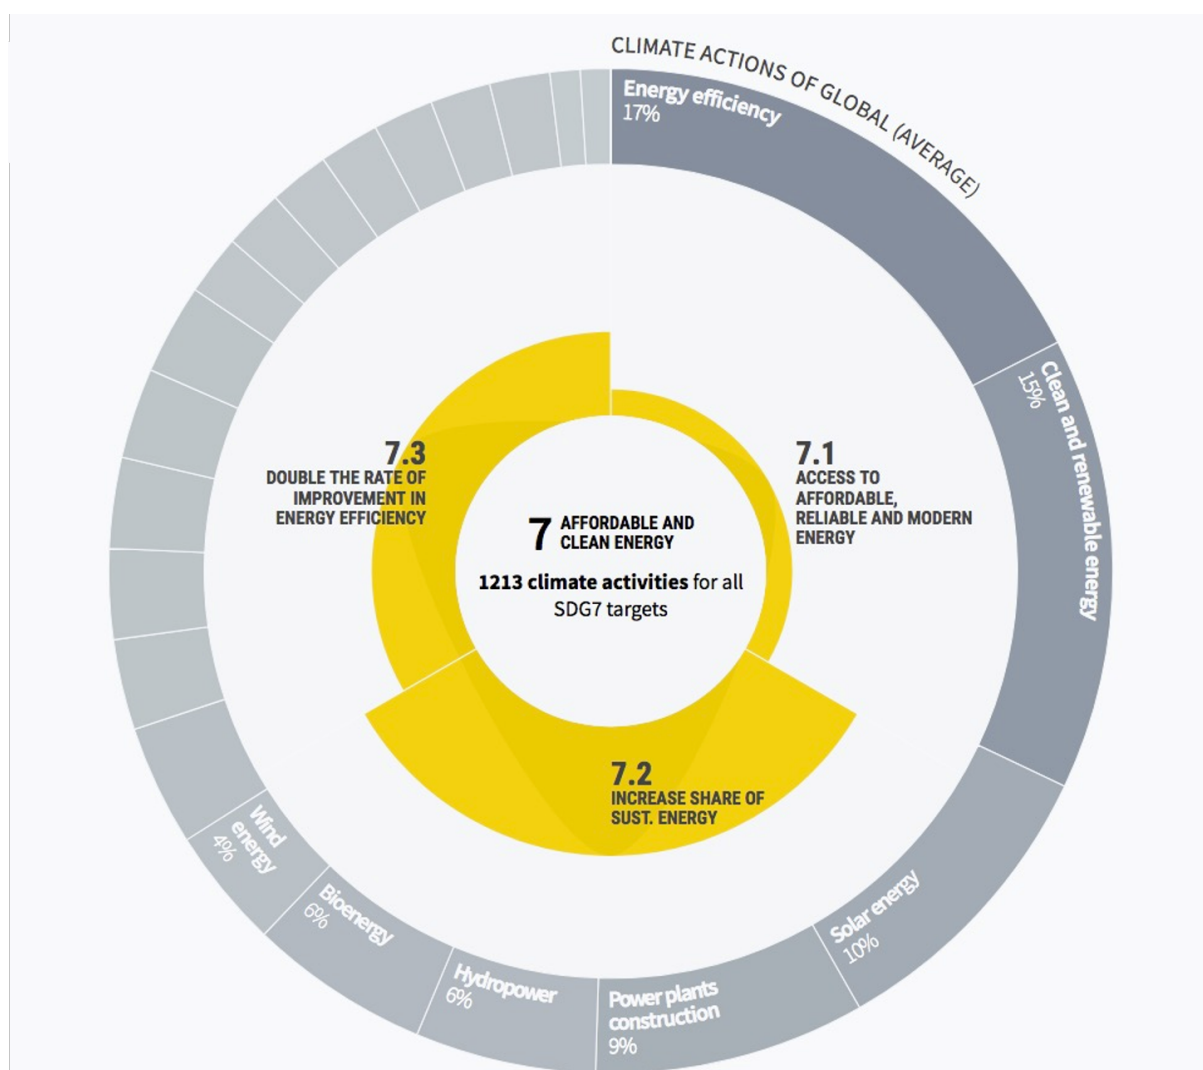 CLIMATE ACTIONS OF GLOBAL (AVERAGE)
Energy efficiency
17%
Clean and renewable energy
15%
Solar energy
10%
Power plants
construction
9%
Hydropower
6%
Bioenergy
6%
Wind
energy
4%
7.3
DOUBLE THE RATE OF
IMPROVEMENT IN
ENERGY EFFICIENCY
7.1
ACCESS TO
AFFORDABLE,
RELIABLE AND MODERN
ENERGY
7 AFFORDABLE AND
CLEAN ENERGY
1213 climate activities for all
SDG7 targets
7.2
INCREASE SHARE OF
SUST. ENERGY